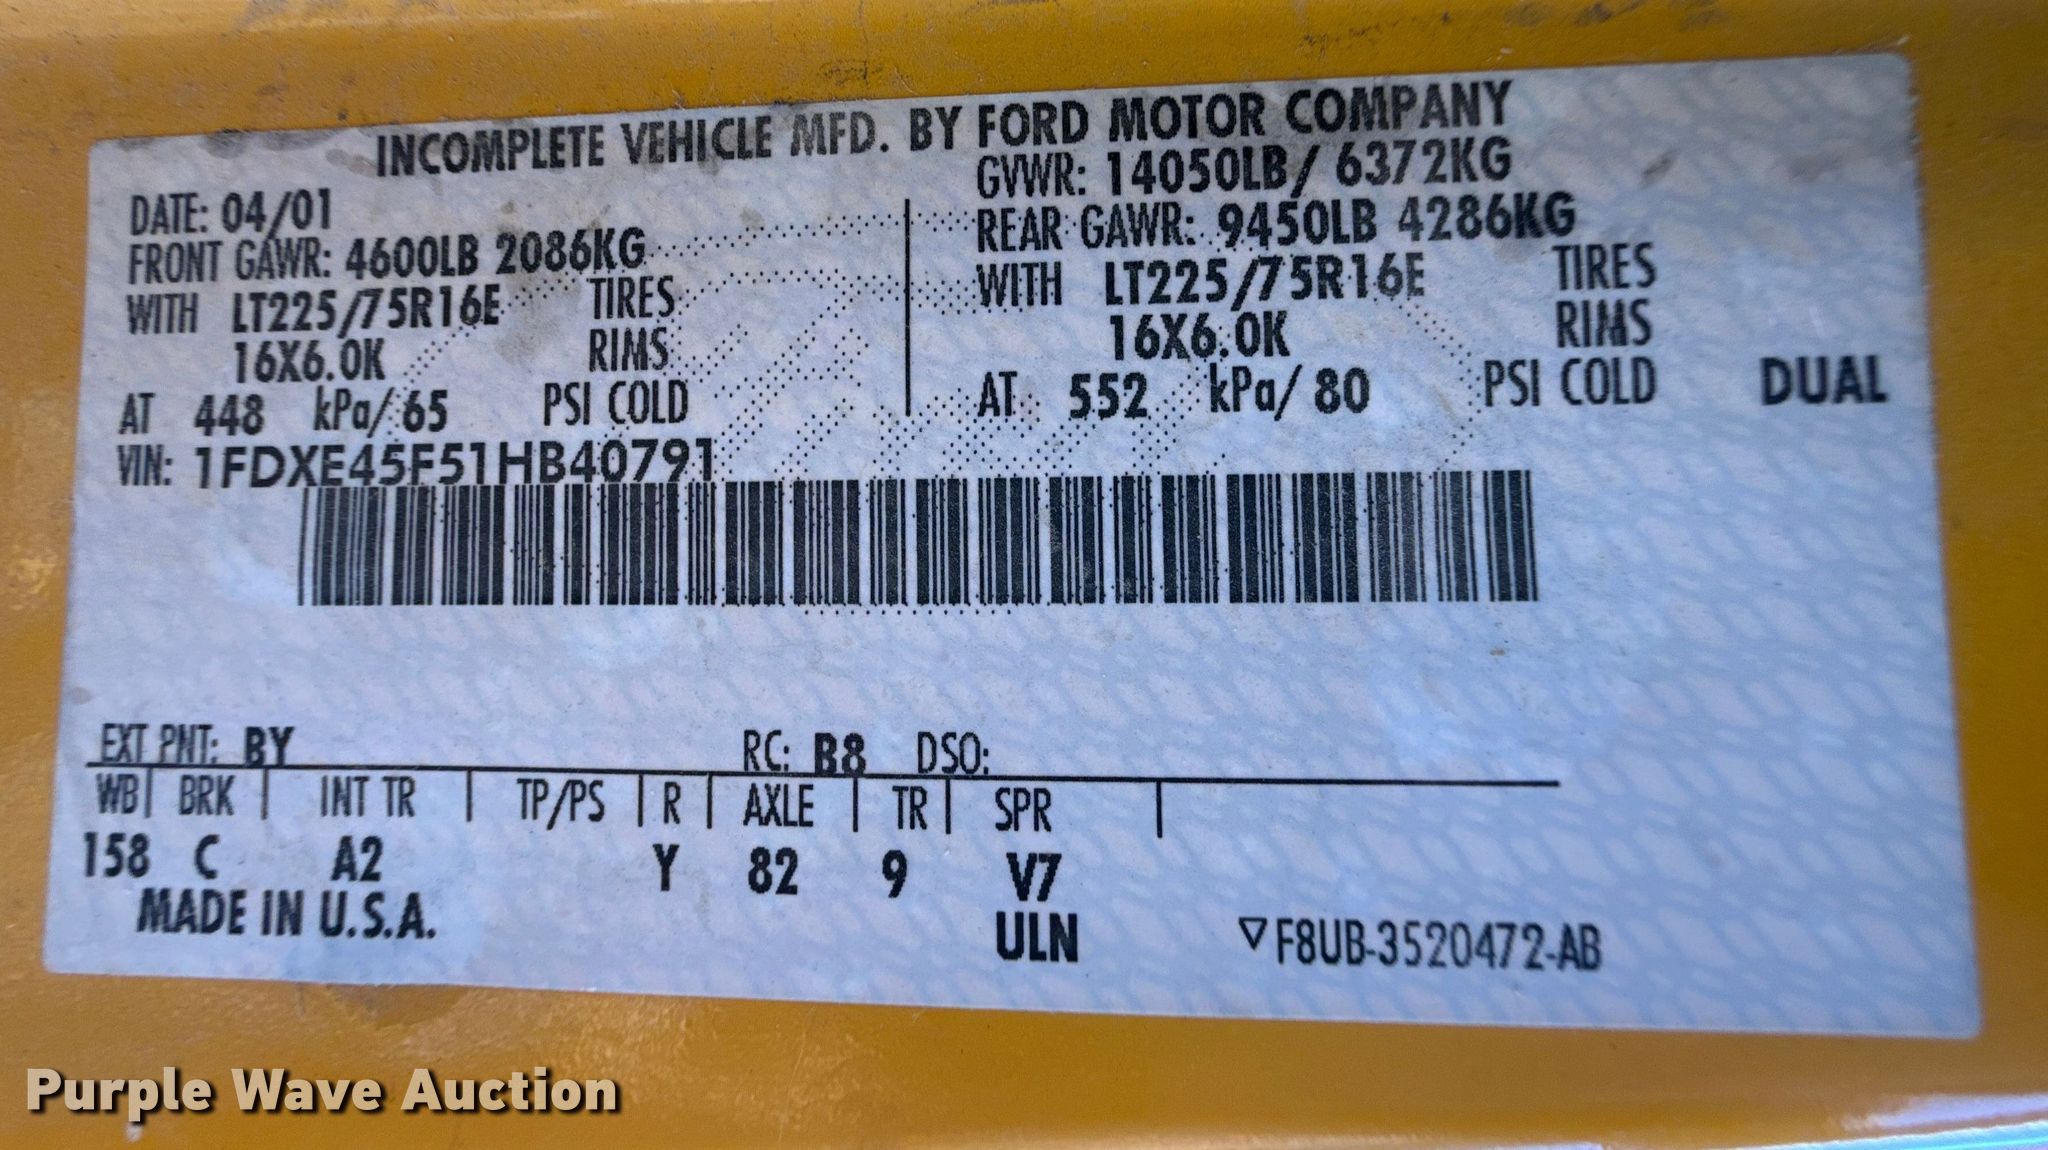 INCOMPLETE VEHICLE MFD. BY FORD MOTOR COMPANY
DATE: 04/01
GVWR: 14050LB/ 6372KG
FRONT GAWR: 4600LB 2086KG
REAR GAWR: 9450LB 4286KG
WITH LT225/75R16E TIRES
WITH LT225/75R16E TIRES
16X6.0K RIMS
16X6.0K RIMS
AT 448 kPa/ 65 PSI COLD
AT 552 kPa/ 80 PSI COLD DUAL
VIN: 1FDXE45F51HB40791
EXT PNT: BY RC: B8 DSO:
WB| BRK | INT TR | TP/PS | R | AXLE | TR | SPR |
158 C A2 Y 82 9 V7
MADE IN U.S.A.
ULN
▽F8UB-3520472-AB
Purple Wave Auction